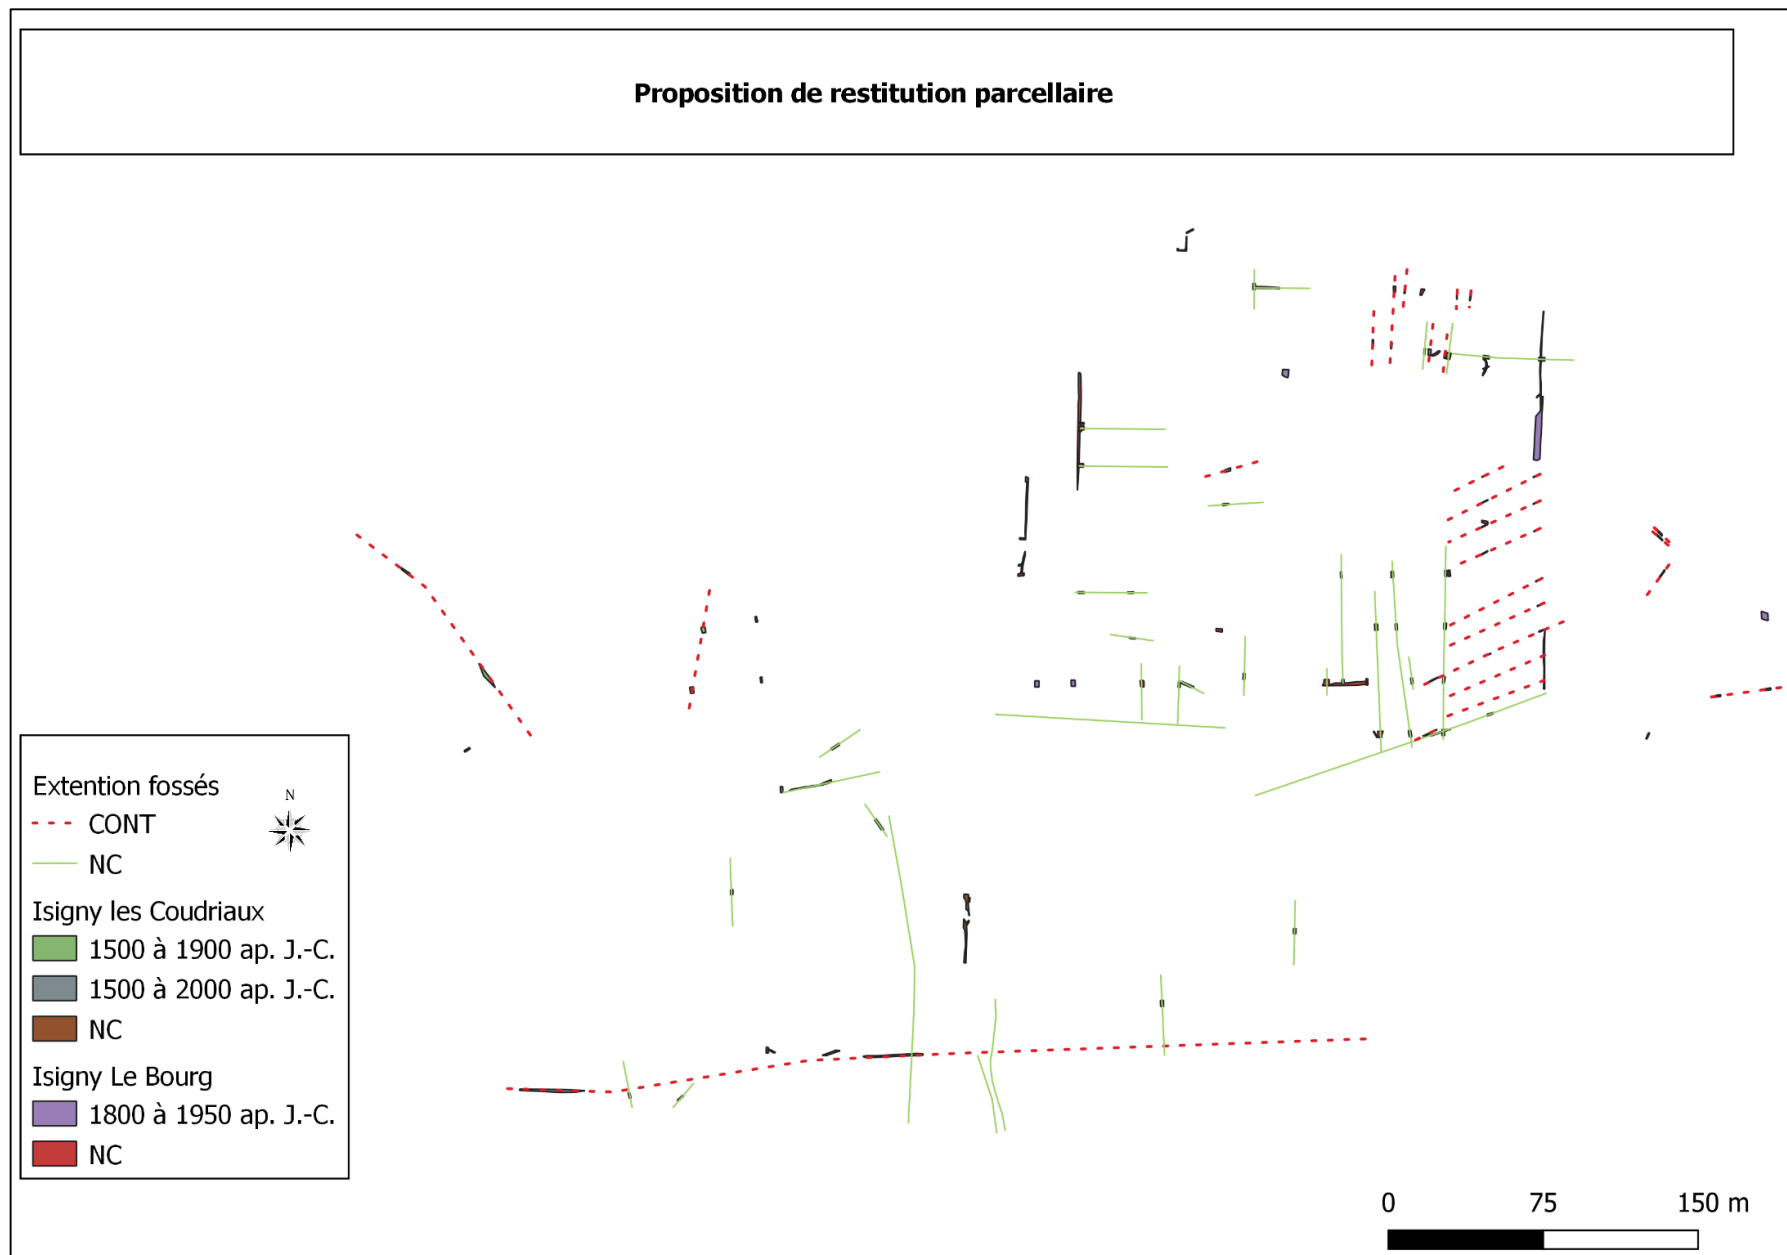 Proposition de restitution parcellaire
Extention fossés
N
CONT
NC
Isigny les Coudriaux
1500 à 1900 ap. J.-C.
1500 à 2000 ap. J.-C.
NC
Isigny Le Bourg
1800 à 1950 ap. J.-C.
NC
0 75 150 m